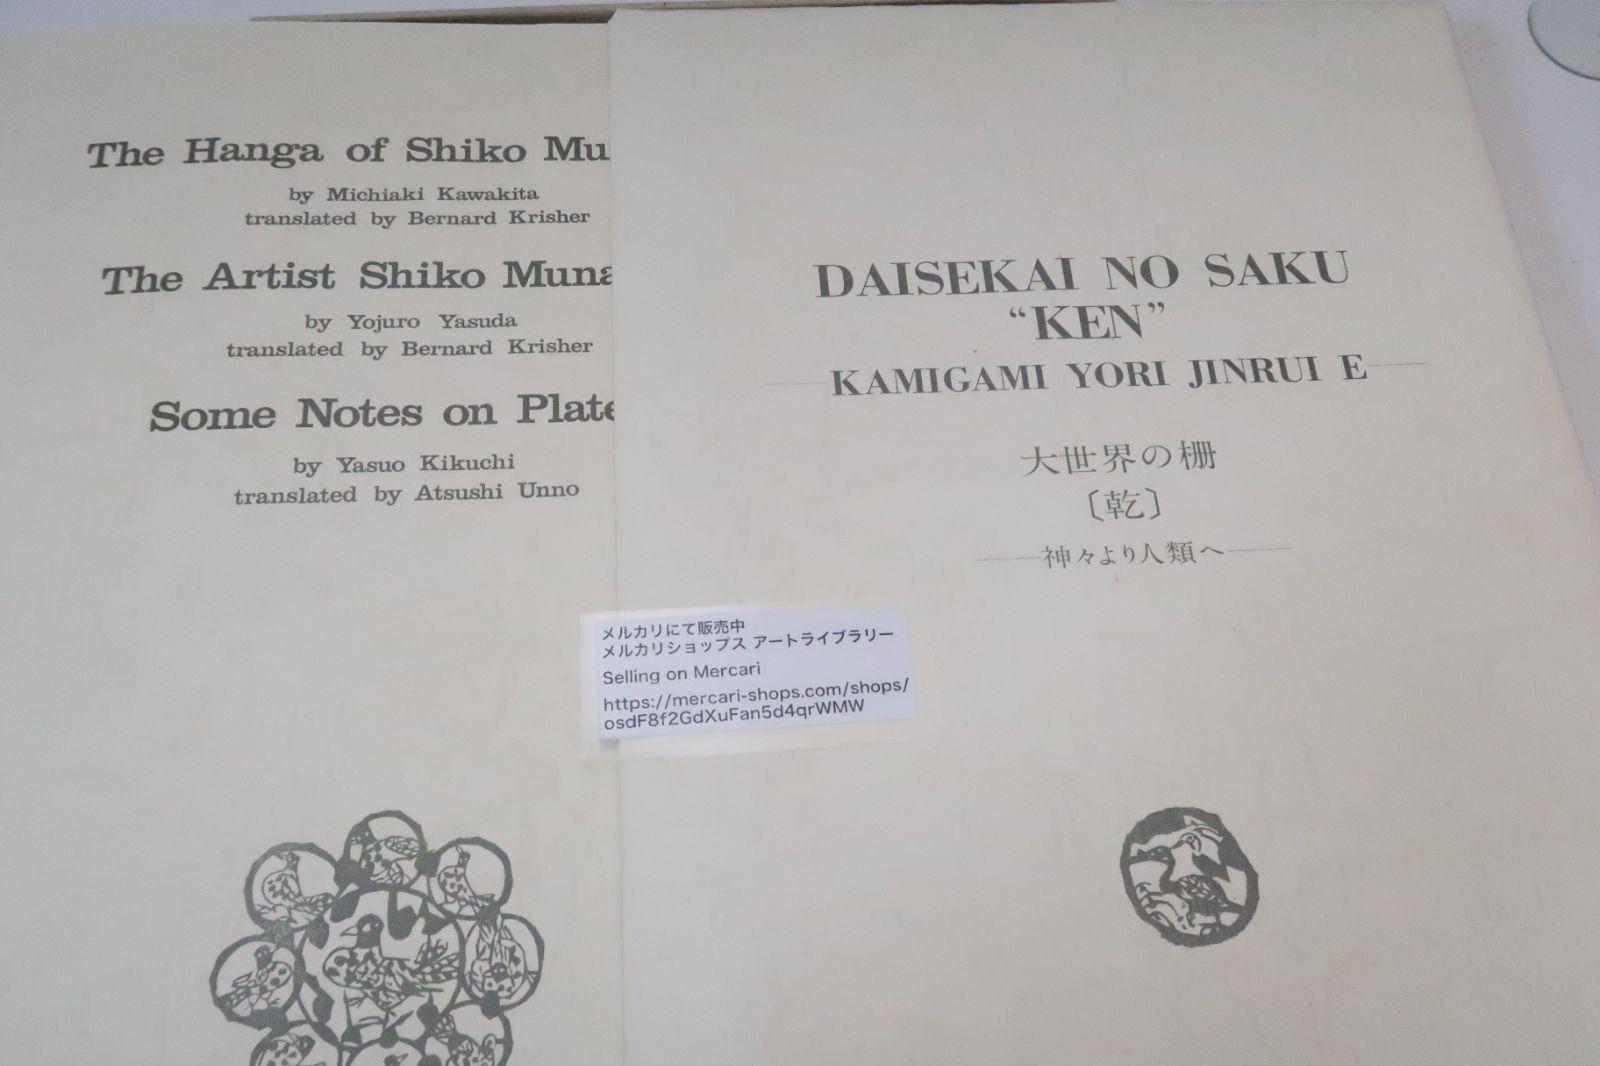 The Hanga of Shiko Mu
by Michiaki Kawakita
translated by Bernard Krisher
The Artist Shiko Muna
by Yojuro Yasuda
translated by Bernard Krisher
Some Notes on Plate
by Yasuo Kikuchi
translated by Atsushi Unno
DAISEKAI NO SAKU
“KEN”
KAMIGAMI YORI JINRUI E
大世界の柵
〔乾〕
神々より人類へ
メルカリにて販売中
メルカリショップス アートライブラリー
Selling on Mercari
https://mercari-shops.com/shops/
osdF8f2GdXuFan5d4qrWMW